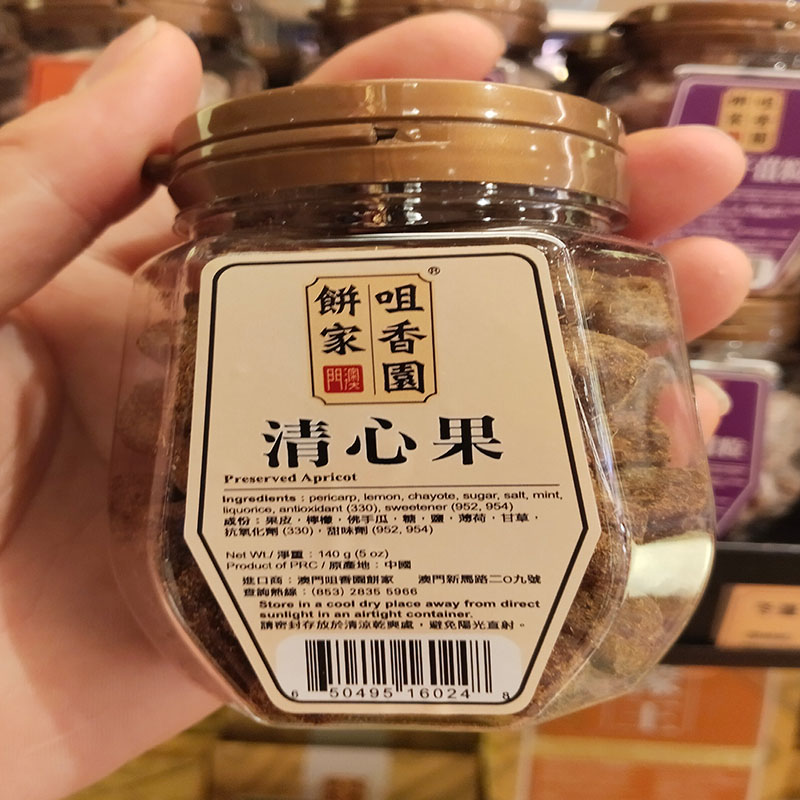 咀香園
餅家
澳門
®
清心果
Preserved Apricot
Ingredients : pericarp, lemon, chayote, sugar, salt, mint,
liquorice, antioxidant (330), sweetener (952, 954)
成份：果皮，檸檬，佛手瓜，糖，鹽，薄荷，甘草，
抗氧化劑 (330)，甜味劑 (952, 954)
Net Wt./ 淨重：140 g (5 oz)
Product of PRC / 原產地：中國
進口商：澳門咀香園餅家 澳門新馬路二〇九號
查詢熱線：(853) 2835 5966
Store in a cool dry place away from direct
sunlight in an airtight container.
請密封存放於清涼乾爽處，避免陽光直射。
6 50495 16024 8
咀香園
餅家